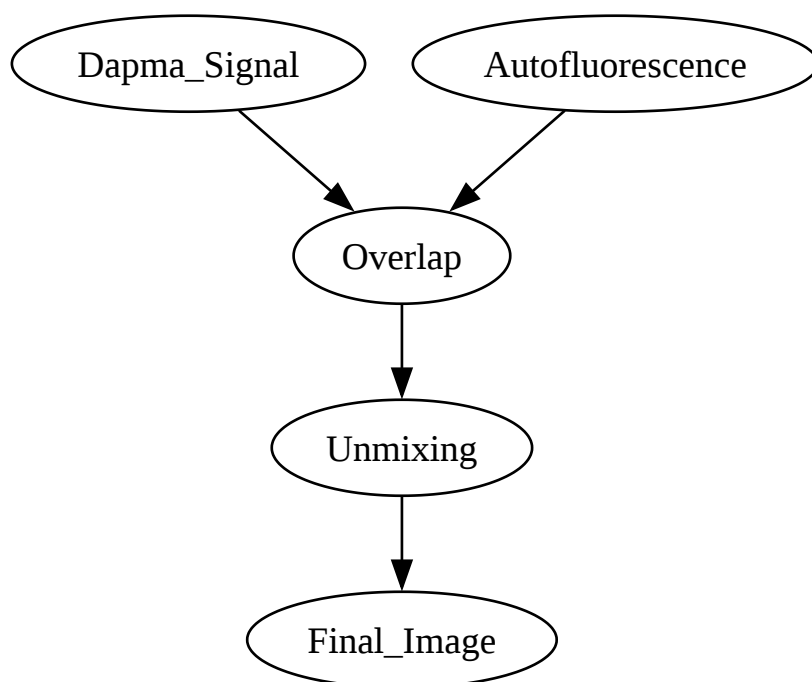 Dapma_Signal
Autofluorescence
Overlap
Unmixing
Final_Image